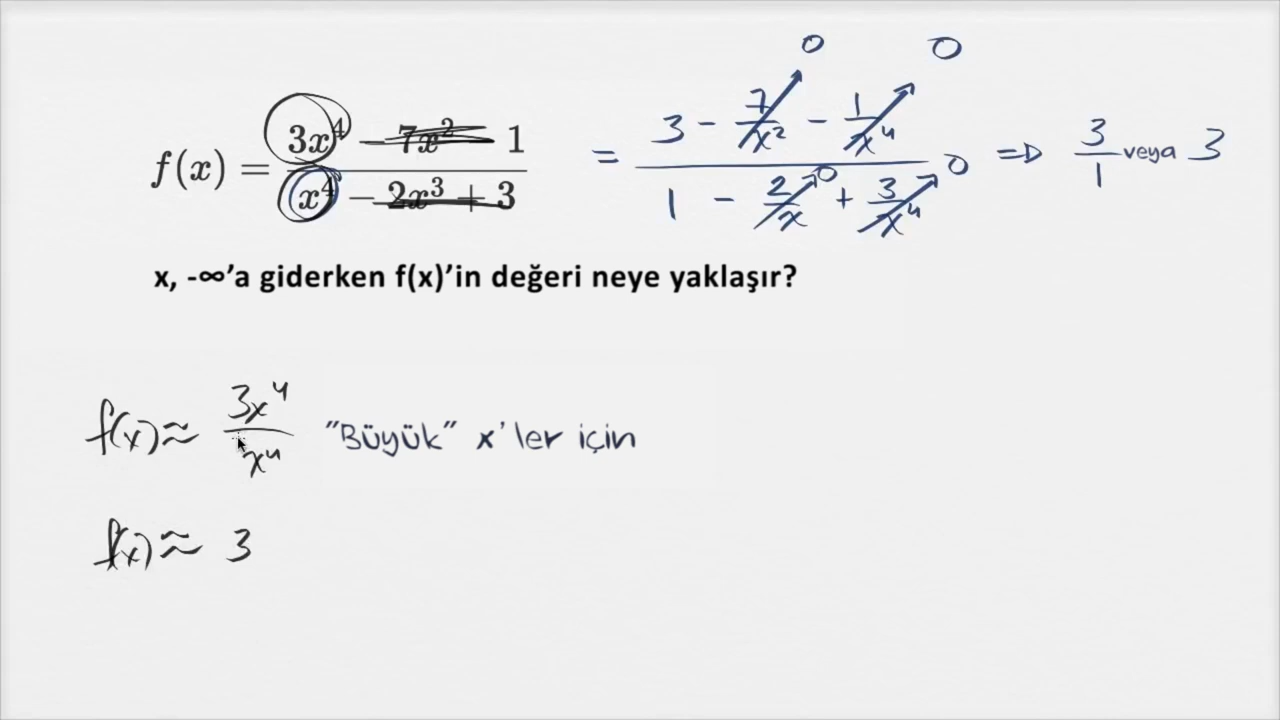 f(x) = (3x⁴ − 7x² 1)/(x⁴ − 2x³ + 3)
= (3 − 7/x² − 1/x⁴)/(1 − 2/x + 3/x⁴) ⇒ 3/1 veya 3
0 0
0 0
x, -∞’a giderken f(x)’in değeri neye yaklaşır?
f(x) ≈ 3x⁴/x⁴ "Büyük" x'ler için
f(x) ≈ 3